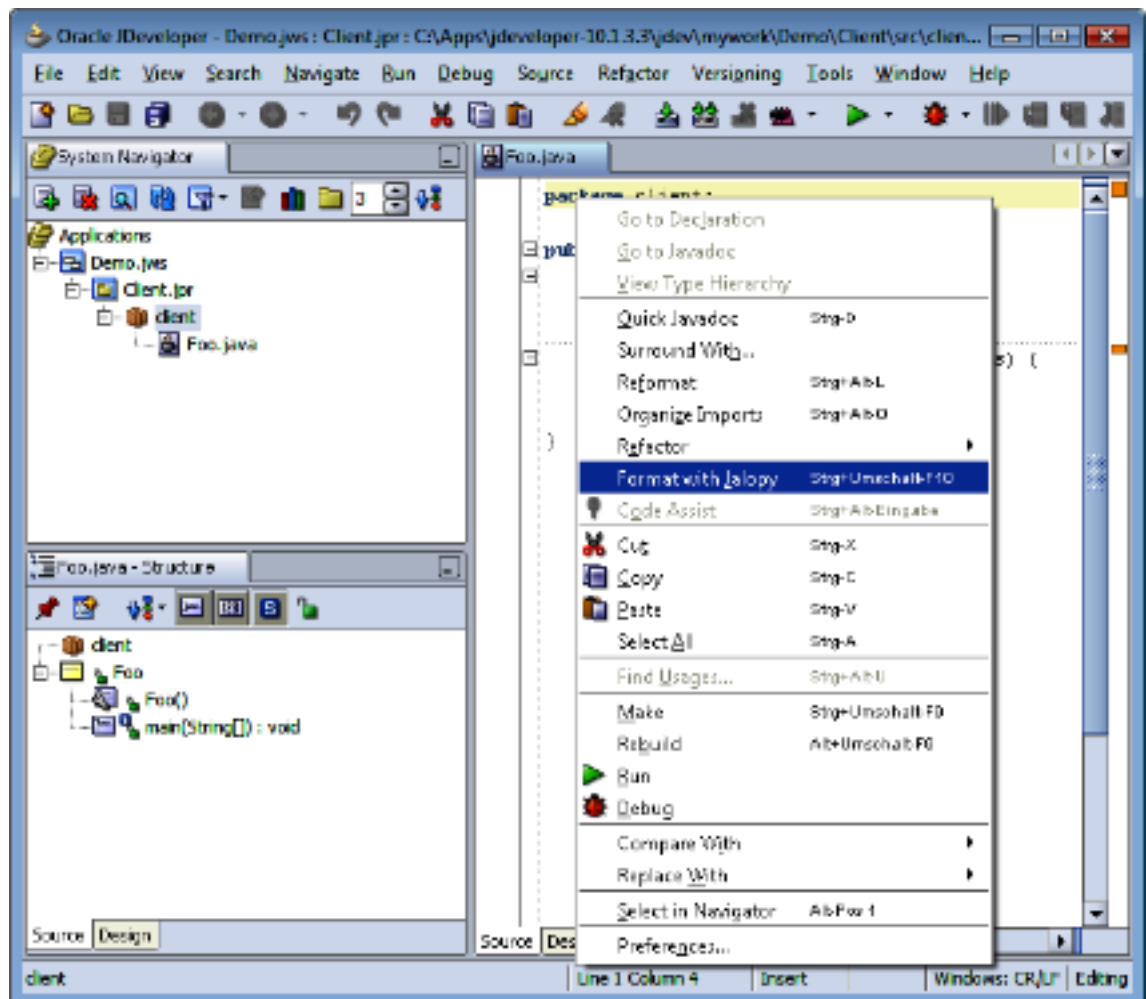 Oracle JDeveloper - Demo.jws : Client.jpr : C:\Apps\jdeveloper-10.1.3.3\jdev\mywork\Demo\Client\src\clien...
File Edit View Search Navigate Run Debug Source Refactor Versioning Tools Window Help
System Navigator
Foo.java
3
Applications
Demo.jws
Client.jpr
client
Foo.java
package client;
s) {
}
Go to Declaration
Go to Javadoc
View Type Hierarchy
Quick Javadoc Strg-D
Surround With...
Reformat Strg+Alt-L
Organize Imports Strg+Alt-O
Refactor
Format with Jalopy Strg+Umschalt-F10
Code Assist Strg+Alt-Eingabe
Cut Strg-X
Copy Strg-C
Paste Strg-V
Select All Strg-A
Find Usages... Strg+Alt-U
Make Strg+Umschalt-F9
Rebuild Alt+Umschalt-F9
Run
Debug
Compare With
Replace With
Select in Navigator
Preferences...
Foo.java - Structure
client
Foo
Foo()
main(String[]) : void
Source Design
Source Des
client
Line 1 Column 4 Insert Windows: CR/LF Editing